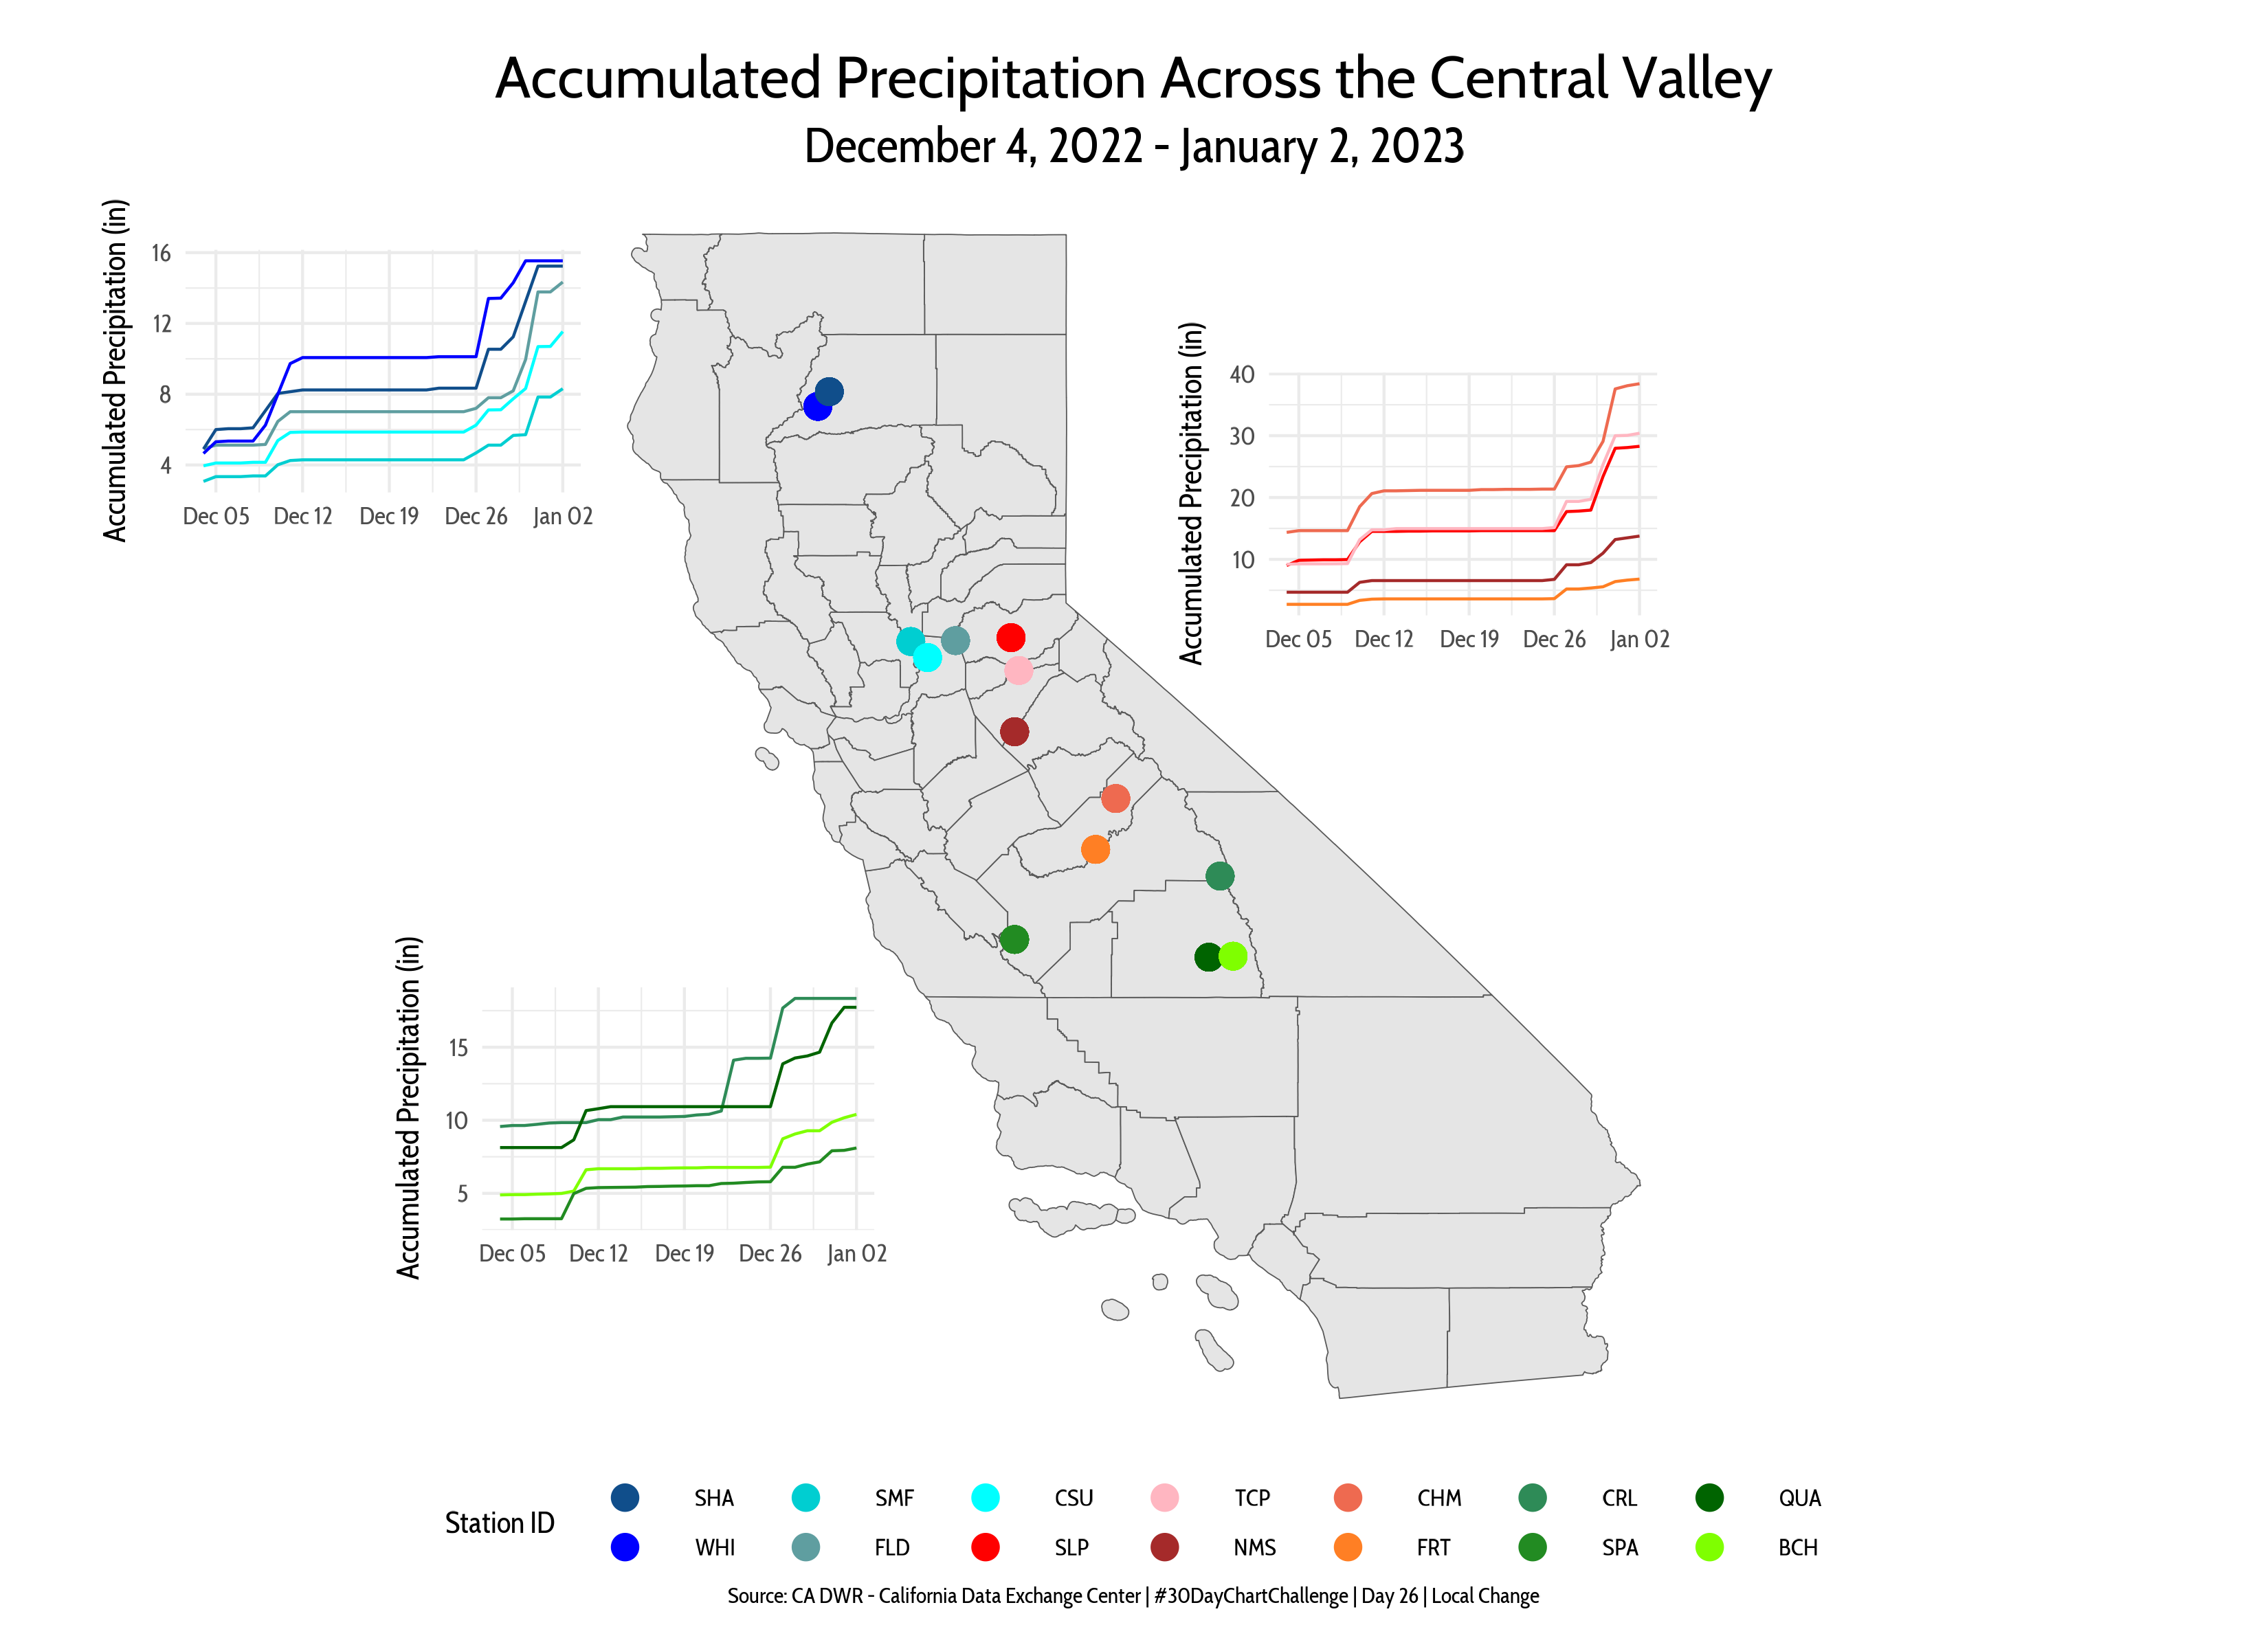 Accumulated Precipitation Across the Central Valley
December 4, 2022 - January 2, 2023
Accumulated Precipitation (in)
16
12
8
4
Dec 05 Dec 12 Dec 19 Dec 26 Jan 02
Accumulated Precipitation (in)
40
30
20
10
Dec 05 Dec 12 Dec 19 Dec 26 Jan 02
Accumulated Precipitation (in)
15
10
5
Dec 05 Dec 12 Dec 19 Dec 26 Jan 02
Station ID
SHA SMF CSU TCP CHM CRL QUA
WHI FLD SLP NMS FRT SPA BCH
Source: CA DWR - California Data Exchange Center | #30DayChartChallenge | Day 26 | Local Change